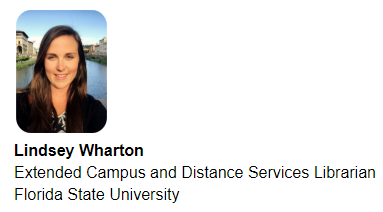 Lindsey Wharton
Extended Campus and Distance Services Librarian
Florida State University